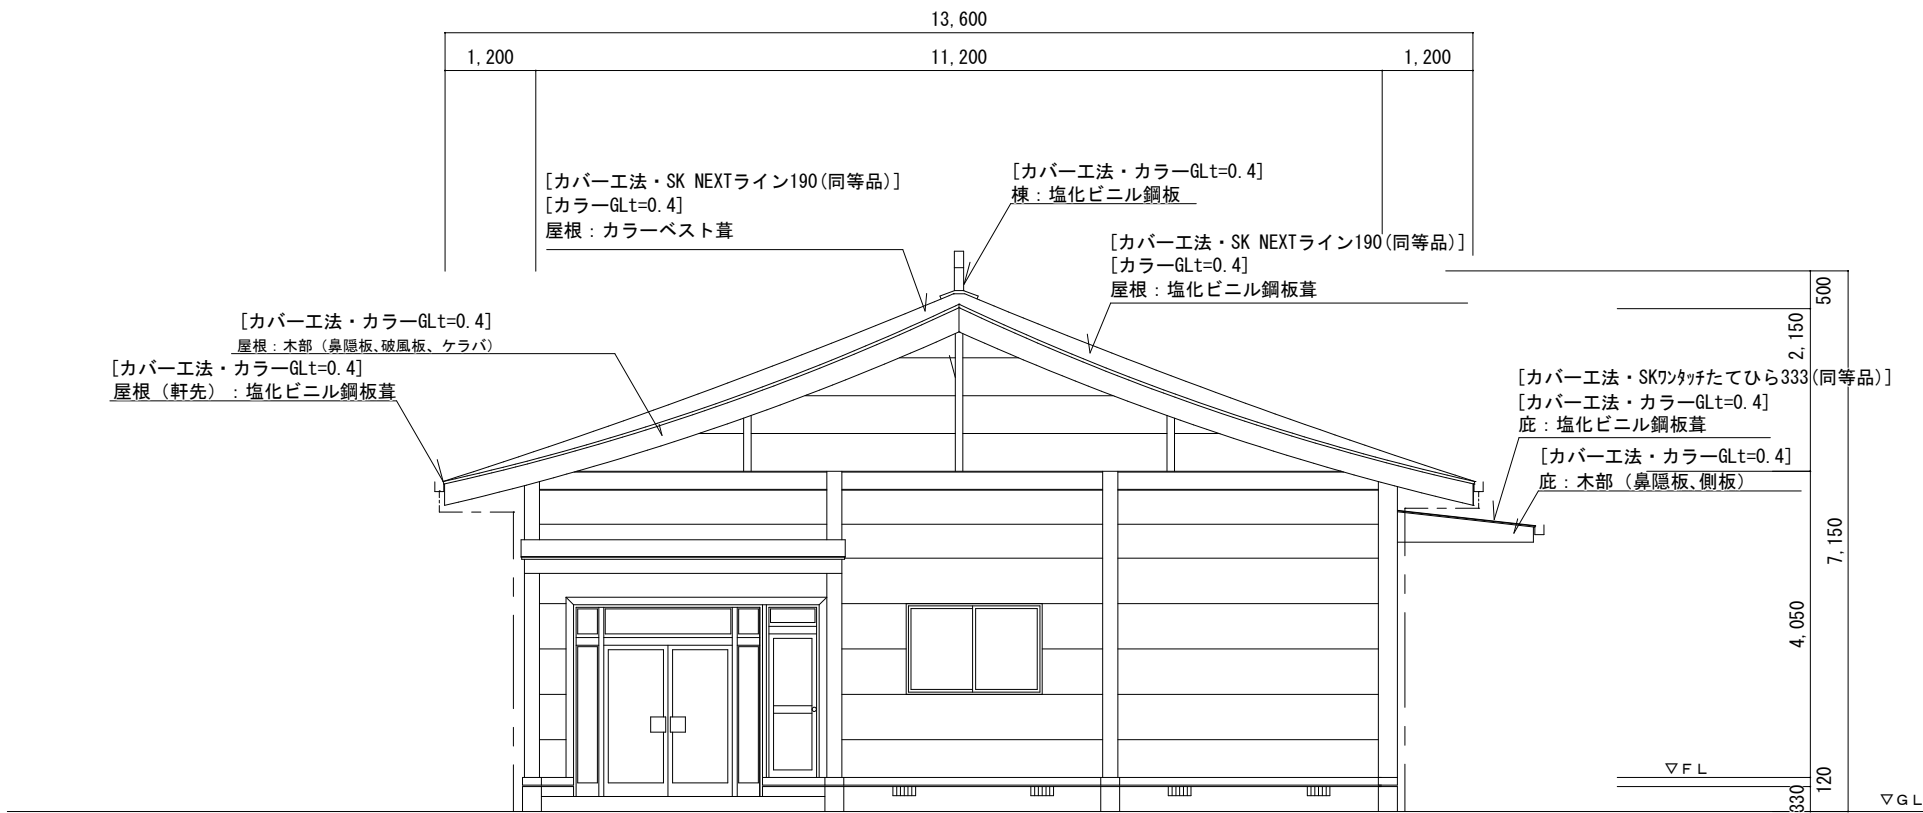 13,600
1,200
11,200
1,200
[カバー工法・SK NEXTライン190(同等品)]
[カラーGLt=0.4]
屋根：カラーベスト葺
[カバー工法・カラーGLt=0.4]
棟：塩化ビニル鋼板
[カバー工法・SK NEXTライン190(同等品)]
[カラーGLt=0.4]
屋根：塩化ビニル鋼板葺
[カバー工法・カラーGLt=0.4]
屋根：木部（鼻隠板、破風板、ケラバ）
[カバー工法・カラーGLt=0.4]
屋根（軒先）：塩化ビニル鋼板葺
[カバー工法・SKワンタッチたてひら333(同等品)]
[カバー工法・カラーGLt=0.4]
庇：塩化ビニル鋼板葺
[カバー工法・カラーGLt=0.4]
庇：木部（鼻隠板、側板）
500
2,150
7,150
4,050
120
330
▽FL
▽GL